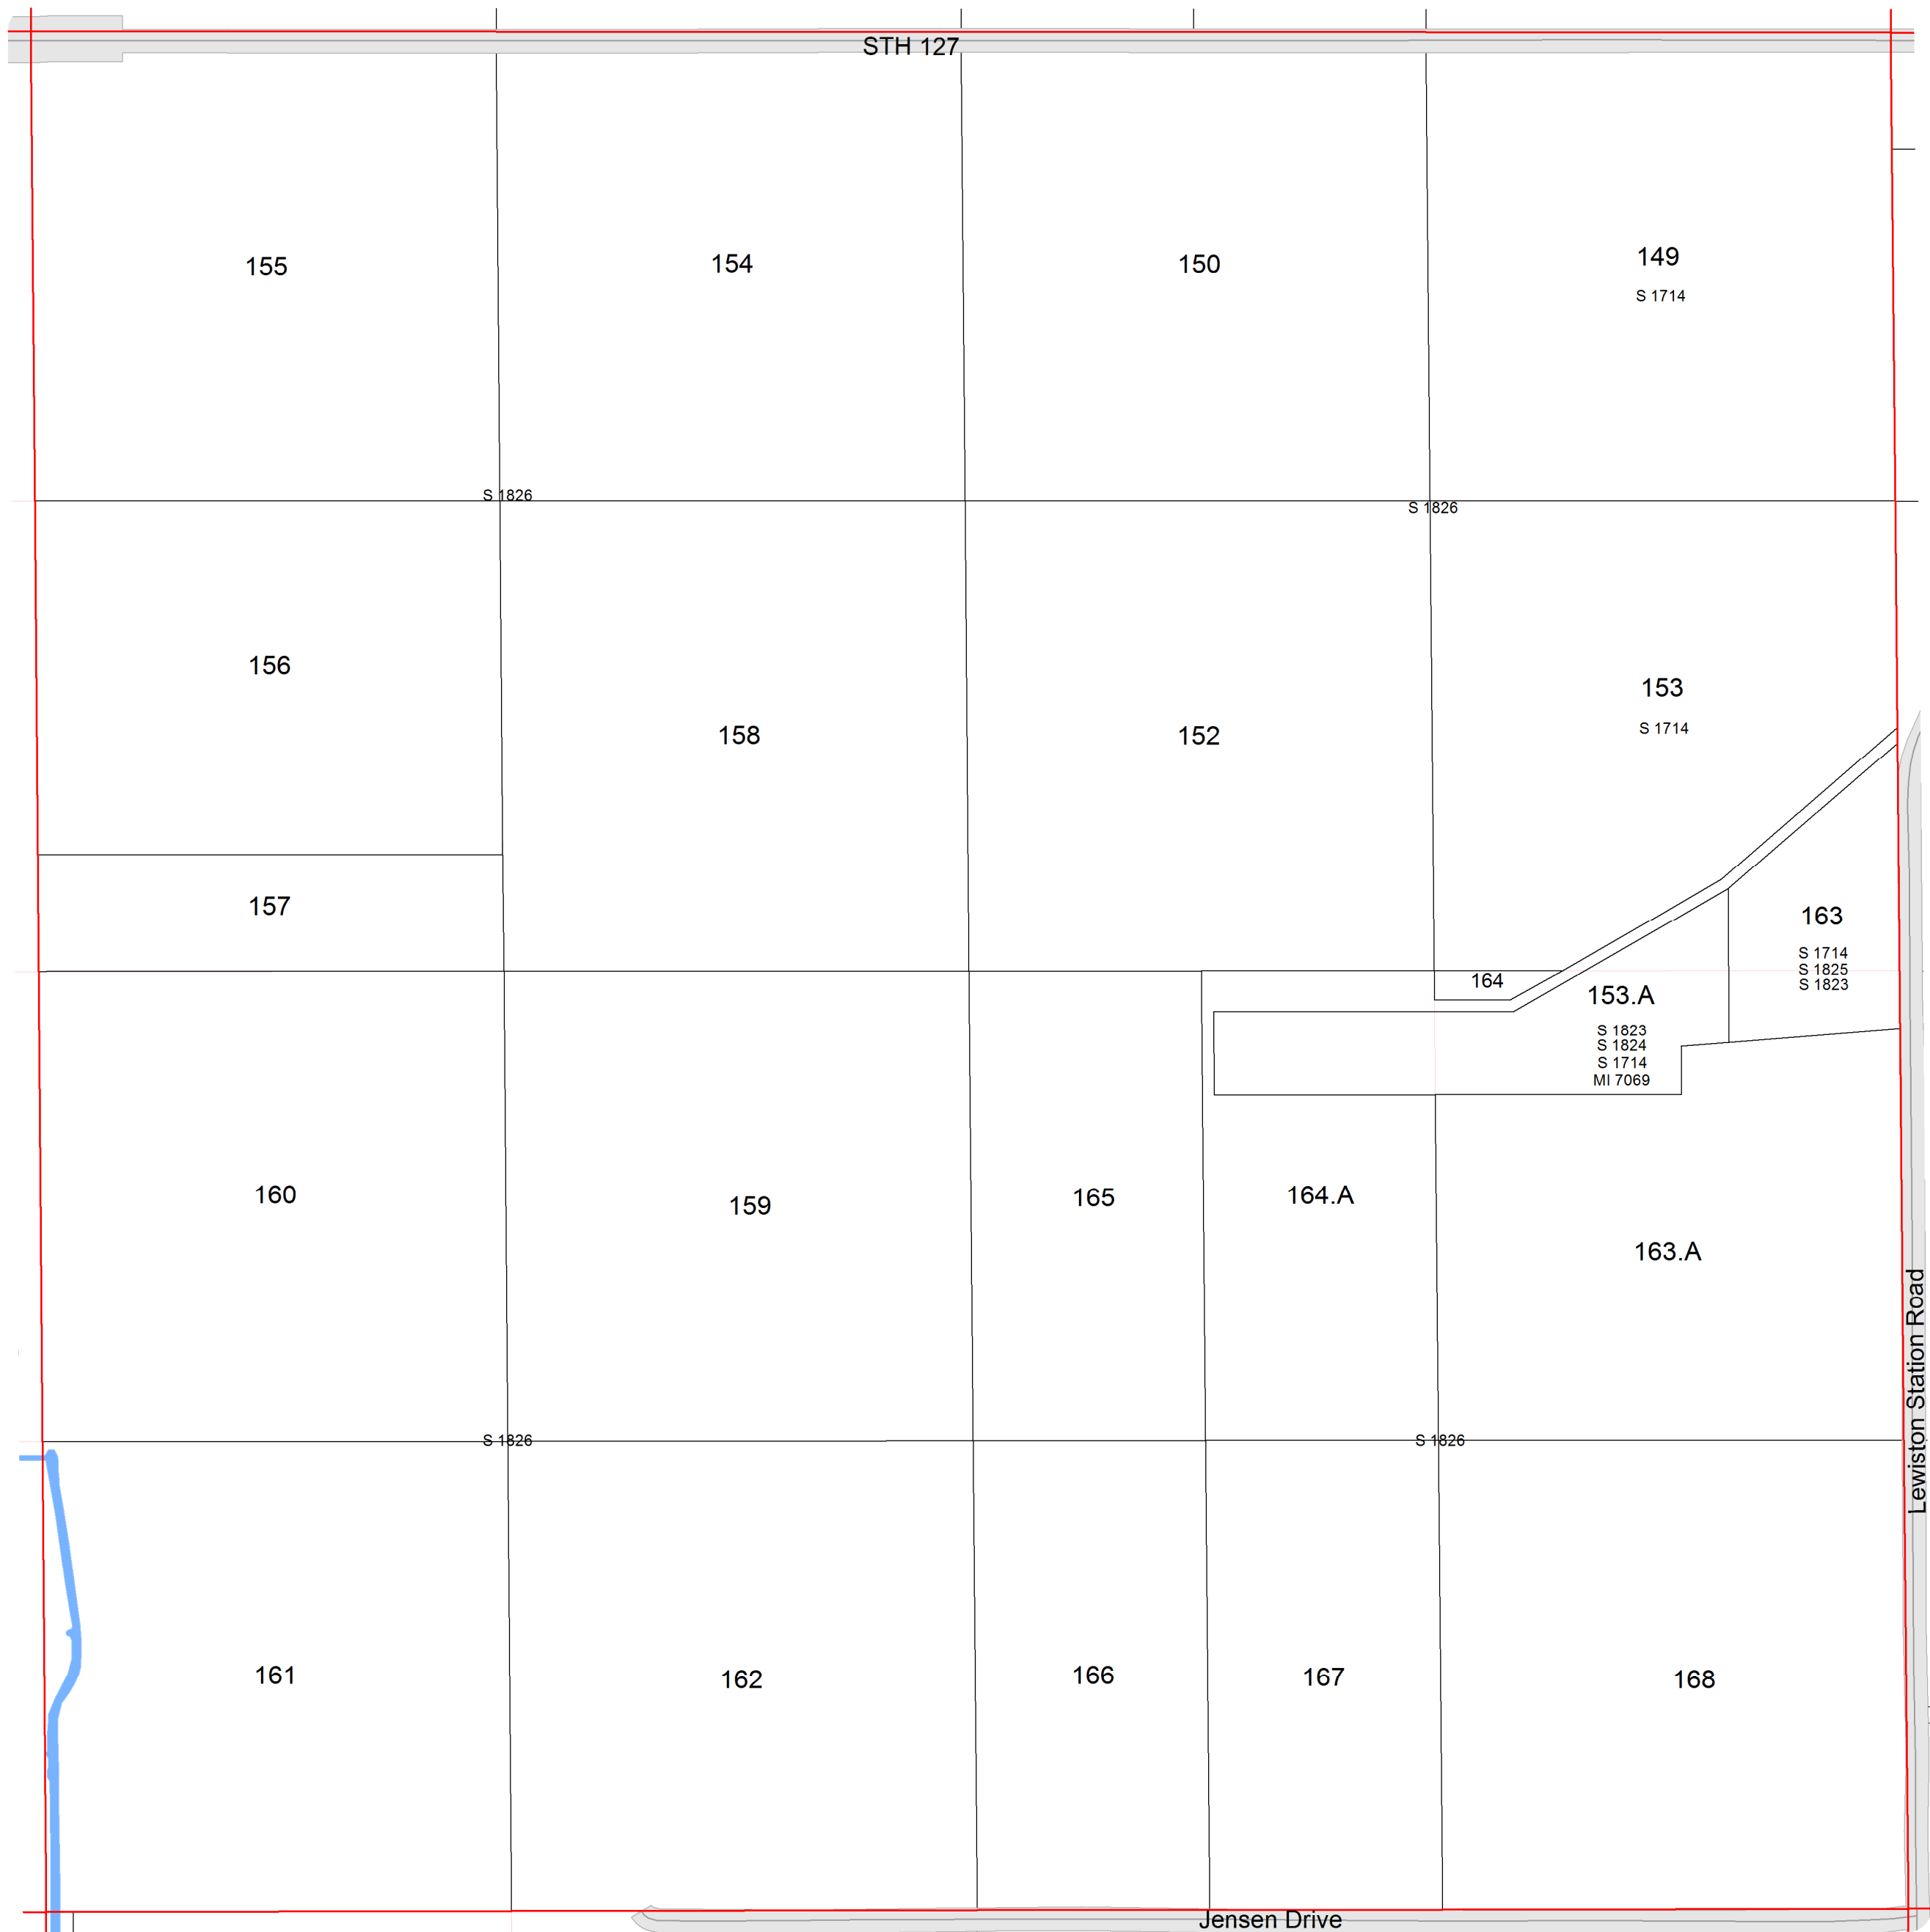 STH 127
155
154
150
149
S 1714
S 1826
S 1826
156
158
152
153
S 1714
157
163
S 1714
S 1825
S 1823
164
153.A
S 1823
S 1824
S 1714
MI 7069
160
159
165
164.A
163.A
Lewiston Station Road
S 1826
S 1826
161
162
166
167
168
Jensen Drive